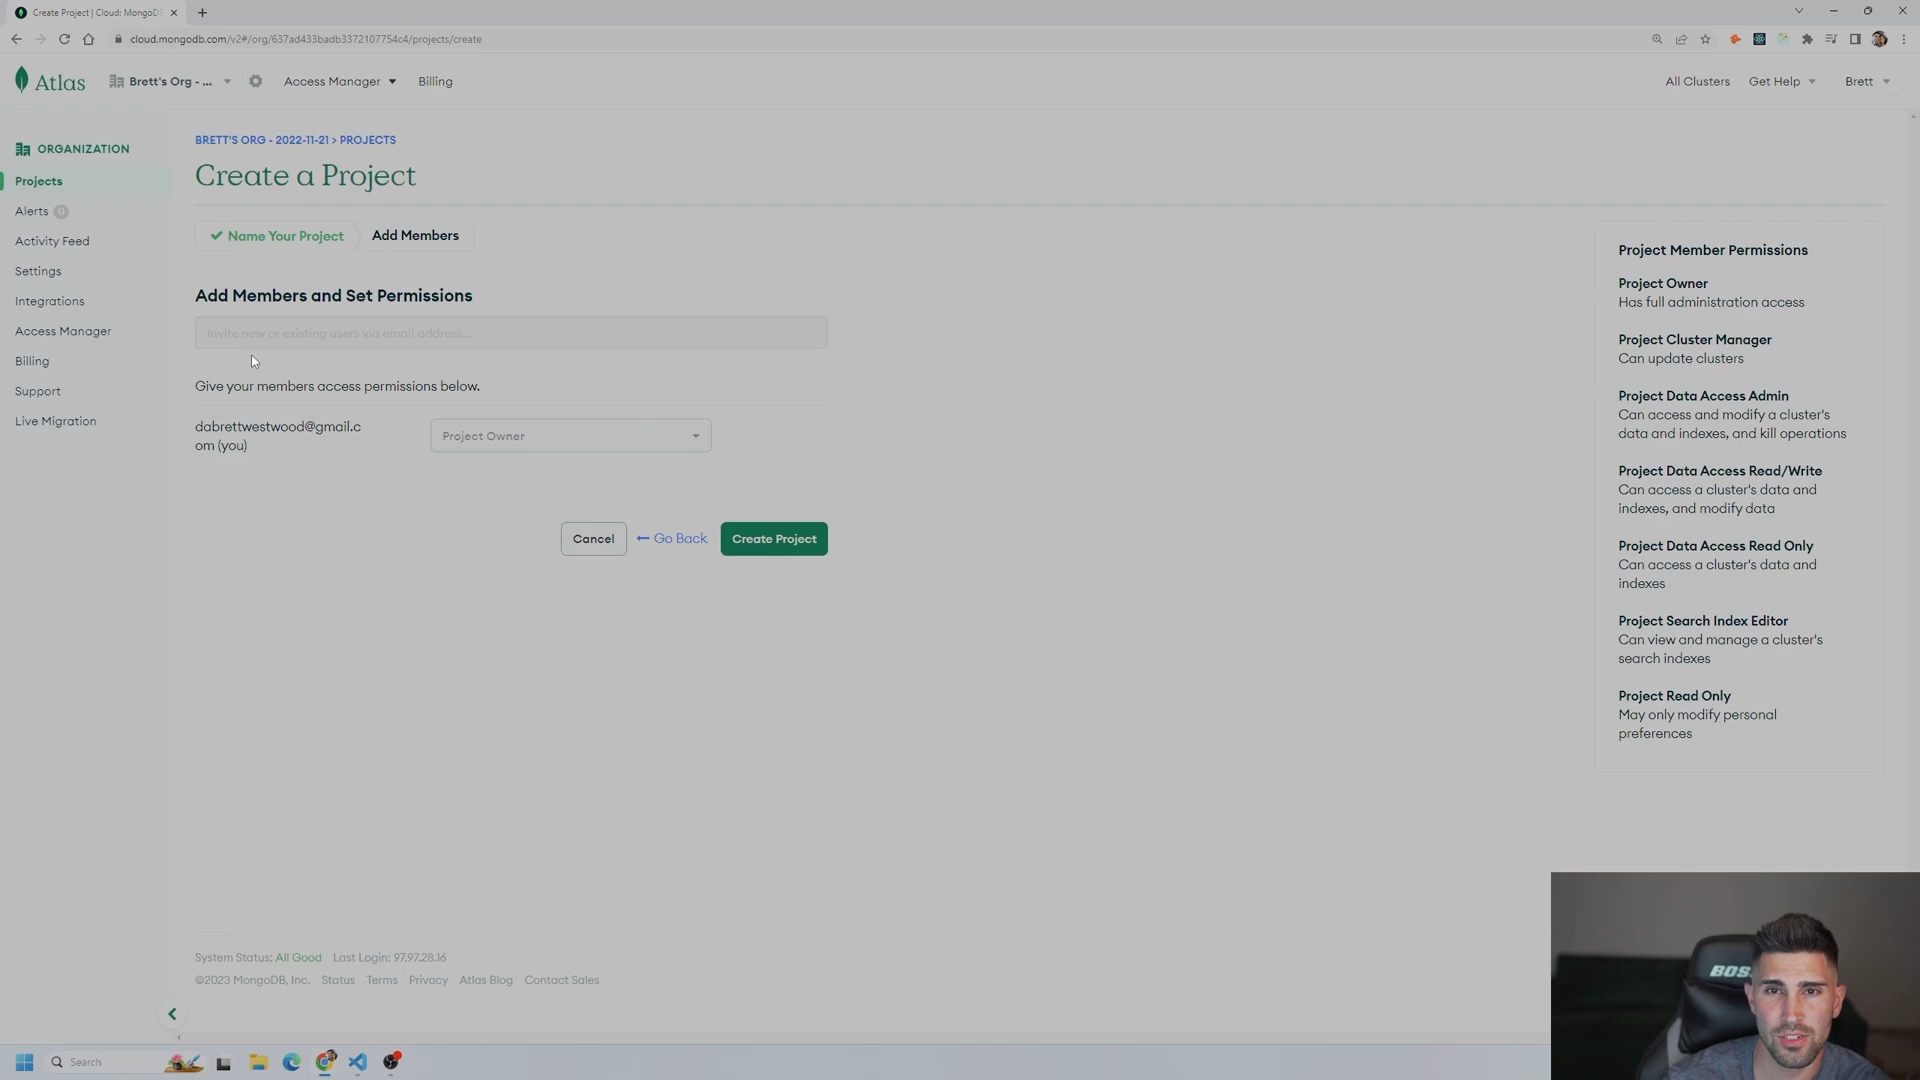 Create Project | Cloud: MongoD
cloud.mongodb.com/v2#/org/637ad433badb3372107754c4/projects/create
Atlas
Brett's Org - ...
Access Manager
Billing
All Clusters
Get Help
Brett
ORGANIZATION
Projects
Alerts 0
Activity Feed
Settings
Integrations
Access Manager
Billing
Support
Live Migration
BRETT'S ORG - 2022-11-21 > PROJECTS
Create a Project
Name Your Project
Add Members
Add Members and Set Permissions
Invite new or existing users via email address...
Give your members access permissions below.
dabrettwestwood@gmail.c
om (you)
Project Owner
Cancel
Go Back
Create Project
Project Member Permissions
Project Owner
Has full administration access
Project Cluster Manager
Can update clusters
Project Data Access Admin
Can access and modify a cluster's
data and indexes, and kill operations
Project Data Access Read/Write
Can access a cluster's data and
indexes, and modify data
Project Data Access Read Only
Can access a cluster's data and
indexes
Project Search Index Editor
Can view and manage a cluster's
search indexes
Project Read Only
May only modify personal
preferences
System Status: All Good Last Login: 97.97.28.16
©2023 MongoDB, Inc. Status Terms Privacy Atlas Blog Contact Sales
Search